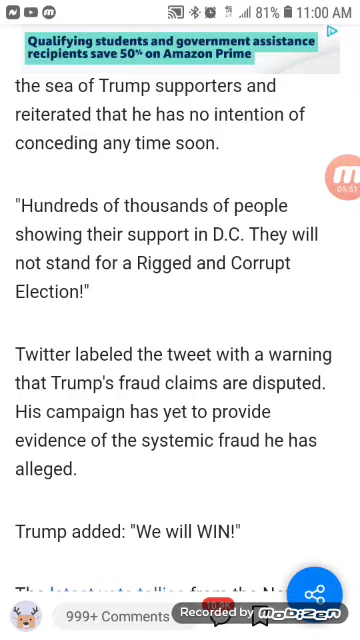 81% 11:00 AM
Qualifying students and government assistance
recipients save 50% on Amazon Prime
the sea of Trump supporters and
reiterated that he has no intention of
conceding any time soon.
05:51
"Hundreds of thousands of people
showing their support in D.C. They will
not stand for a Rigged and Corrupt
Election!"
Twitter labeled the tweet with a warning
that Trump's fraud claims are disputed.
His campaign has yet to provide
evidence of the systemic fraud he has
alleged.
Trump added: "We will WIN!"
999+ Comments
Recorded by mobizen